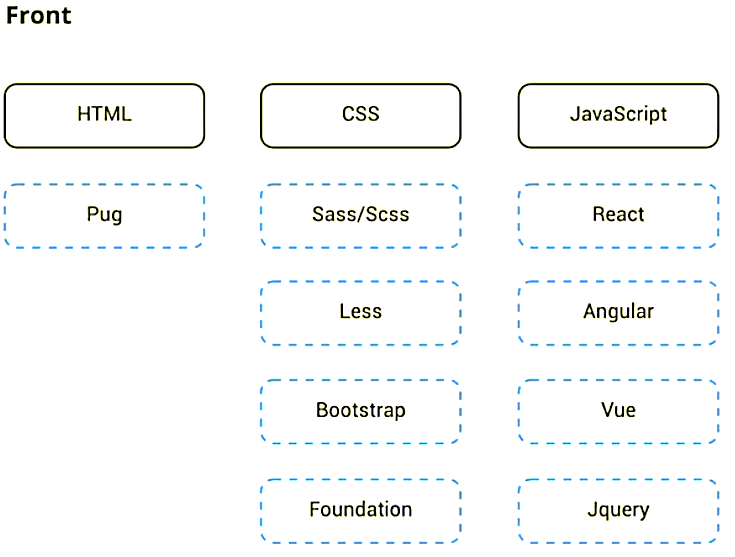 Front
HTML
CSS
JavaScript
Pug
Sass/Scss
React
Less
Angular
Bootstrap
Vue
Foundation
Jquery